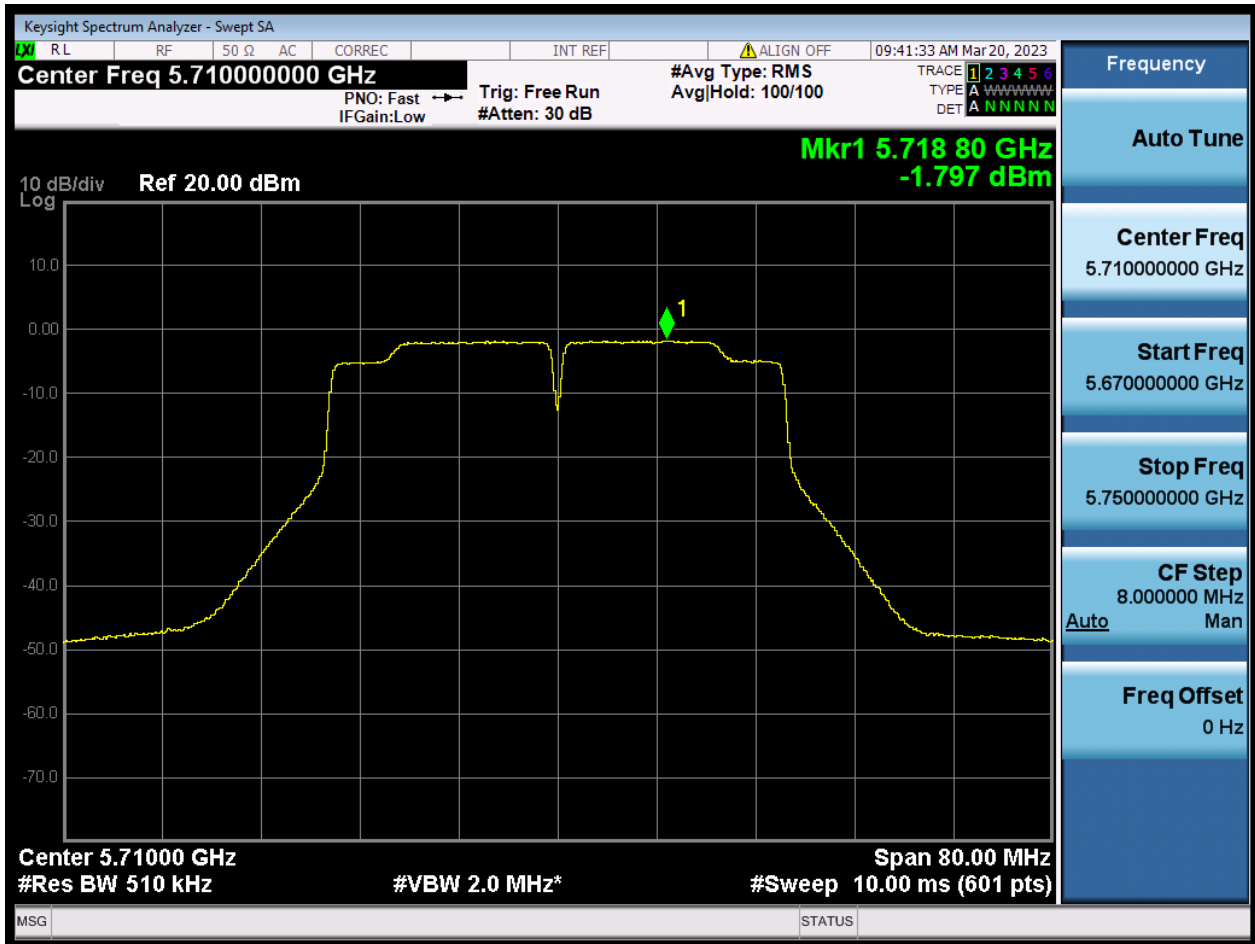 Keysight Spectrum Analyzer - Swept SA
LXI RL RF 50 Ω AC CORREC INT REF ALIGN OFF 09:41:33 AM Mar 20, 2023
Center Freq 5.710000000 GHz
PNO: Fast
IFGain:Low
Trig: Free Run
#Atten: 30 dB
#Avg Type: RMS
Avg|Hold: 100/100
TRACE 1 2 3 4 5 6
TYPE A WWWWW
DET A N N N N N
Mkr1 5.718 80 GHz
-1.797 dBm
10 dB/div Ref 20.00 dBm
Log
10.0
0.00
-10.0
-20.0
-30.0
-40.0
-50.0
-60.0
-70.0
1
Center 5.71000 GHz Span 80.00 MHz
#Res BW 510 kHz #VBW 2.0 MHz* #Sweep 10.00 ms (601 pts)
MSG STATUS
Frequency
Auto Tune
Center Freq
5.710000000 GHz
Start Freq
5.670000000 GHz
Stop Freq
5.750000000 GHz
CF Step
8.000000 MHz
Auto Man
Freq Offset
0 Hz